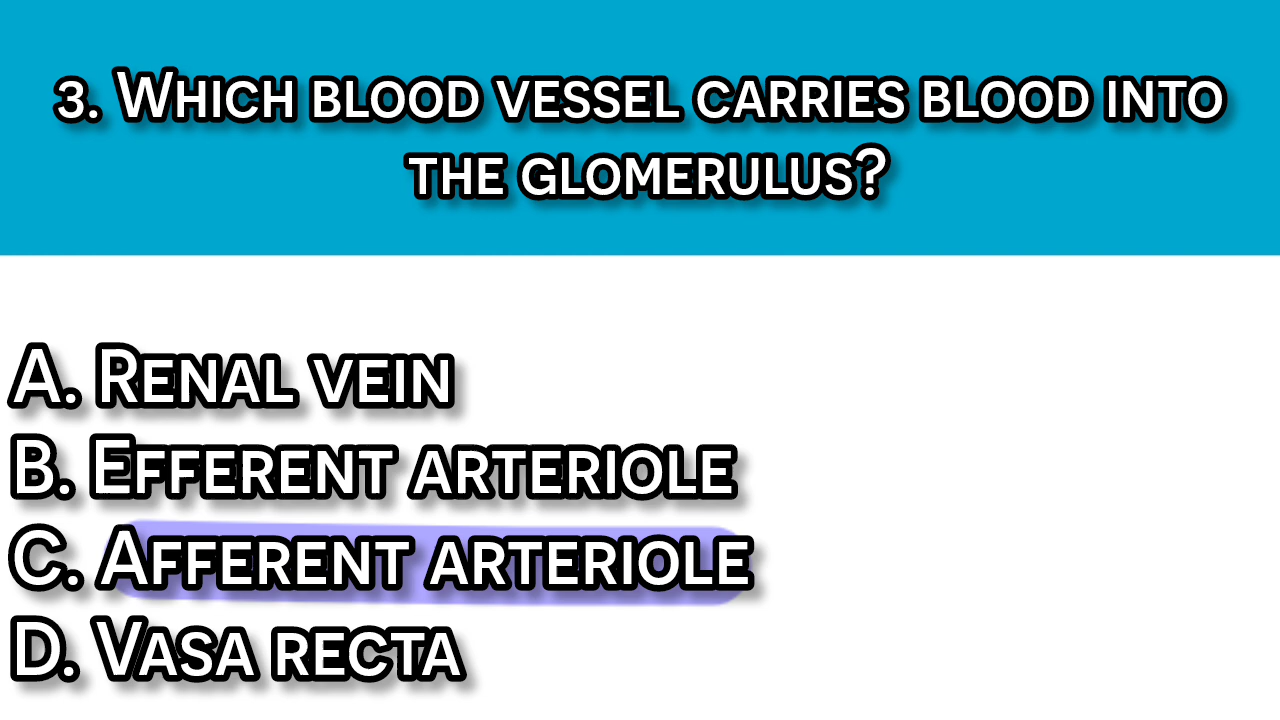 3. Which blood vessel carries blood into
the glomerulus?
A. Renal vein
B. Efferent arteriole
C. Afferent arteriole
D. Vasa recta